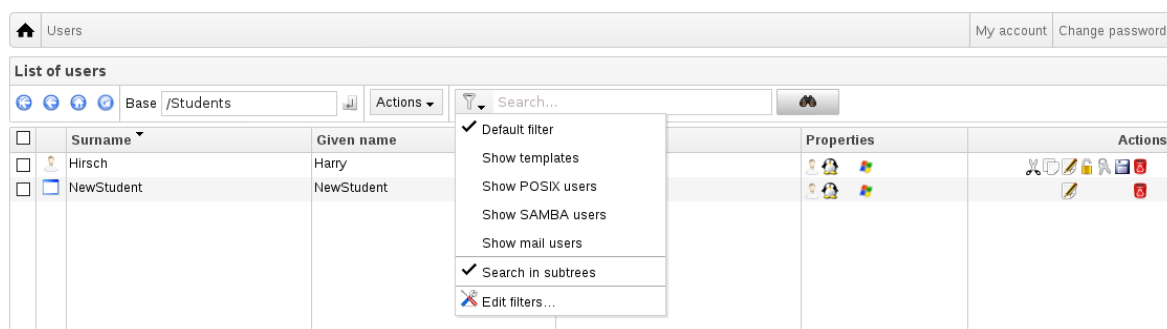 Users My account Change password
List of users
Base /Students Actions Search...
Surname Given name Properties Actions
Default filter
Hirsch Harry
Show templates
NewStudent NewStudent
Show POSIX users
Show SAMBA users
Show mail users
Search in subtrees
Edit filters...